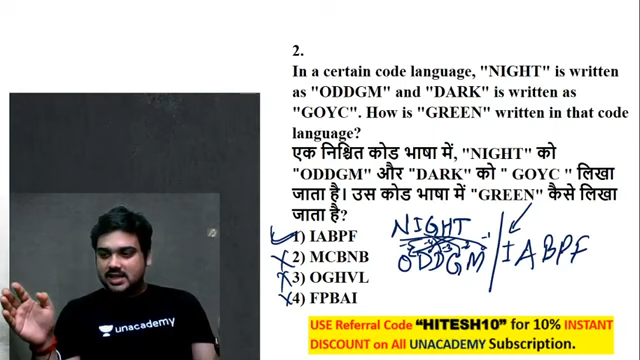 2.
In a certain code language, "NIGHT" is written
as "ODDGM" and "DARK" is written as
"GOYC". How is "GREEN" written in that code
language?
एक निश्चित कोड भाषा में, "NIGHT" को
"ODDGM" और "DARK" को " GOYC " लिखा
जाता है। उस कोड भाषा में "GREEN" कैसे लिखा
जाता है?
1) IABPF
2) MCBNB
3) OGHVL
4) FPBAI
NIGHT
ODDGM
IABPF
unacademy
USE Referral Code "HITESH10" for 10% INSTANT
DISCOUNT on All UNACADEMY Subscription.